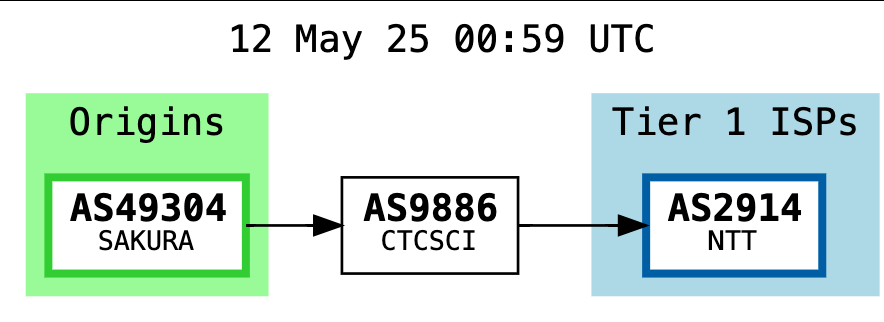 12 May 25 00:59 UTC
Origins
AS49304
SAKURA
AS9886
CTCSCI
Tier 1 ISPs
AS2914
NTT